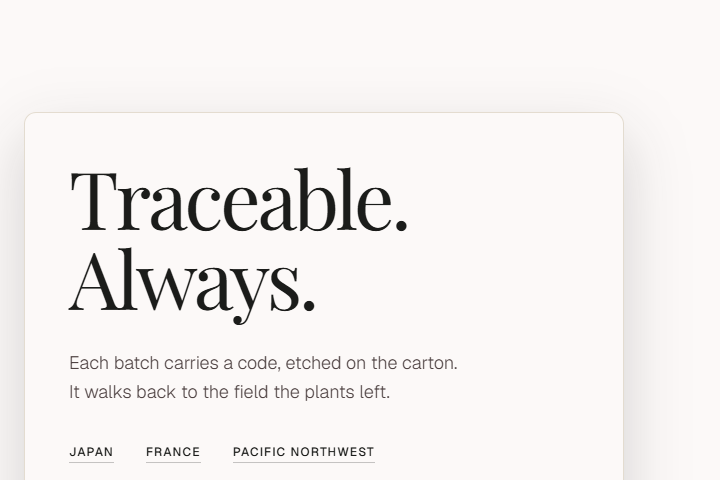 Traceable.
Always.
Each batch carries a code, etched on the carton.
It walks back to the field the plants left.
JAPAN FRANCE PACIFIC NORTHWEST